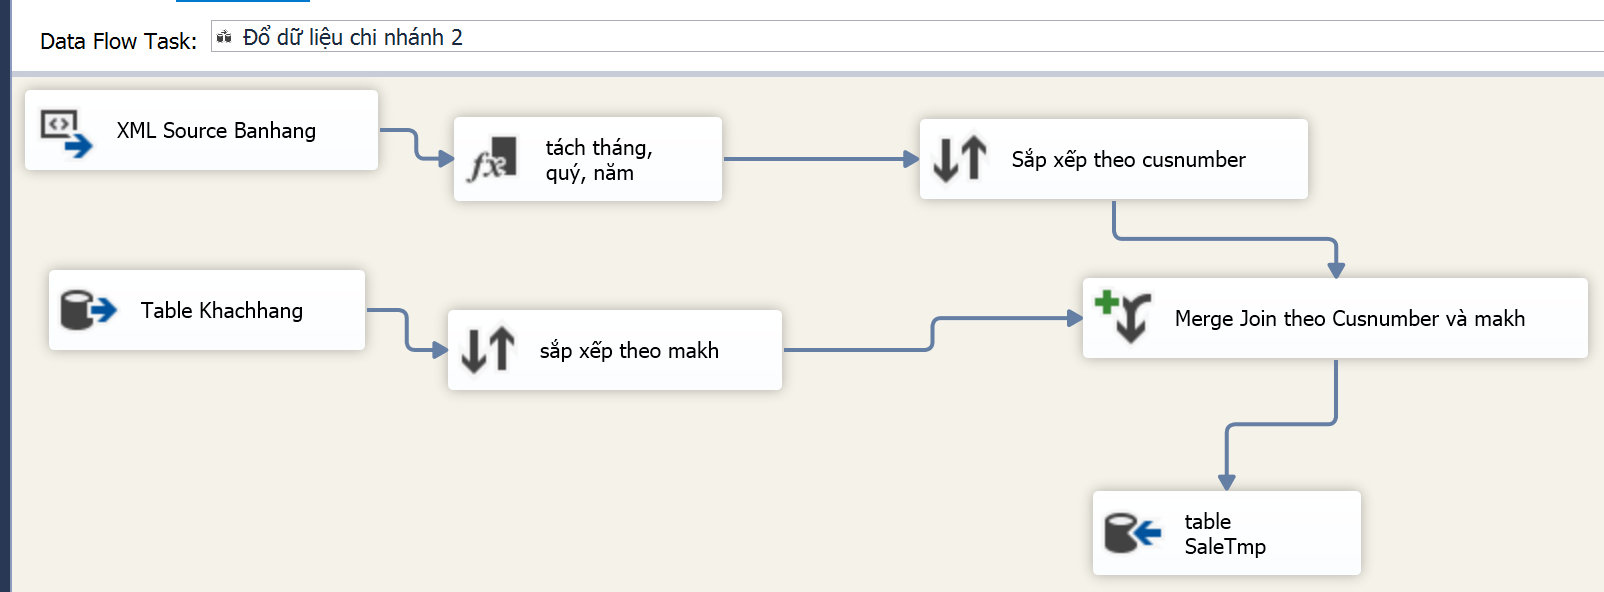 Data Flow Task:
Đổ dữ liệu chi nhánh 2
XML Source Banhang
tách tháng,
quý, năm
Sắp xếp theo cusnumber
Table Khachhang
sắp xếp theo makh
Merge Join theo Cusnumber và makh
table
SaleTmp